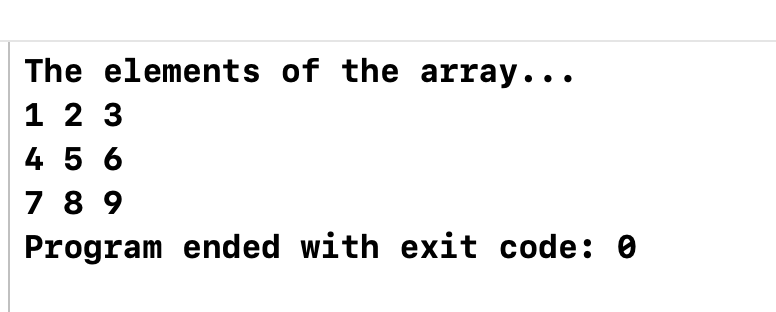 The elements of the array...
1 2 3
4 5 6
7 8 9
Program ended with exit code: 0